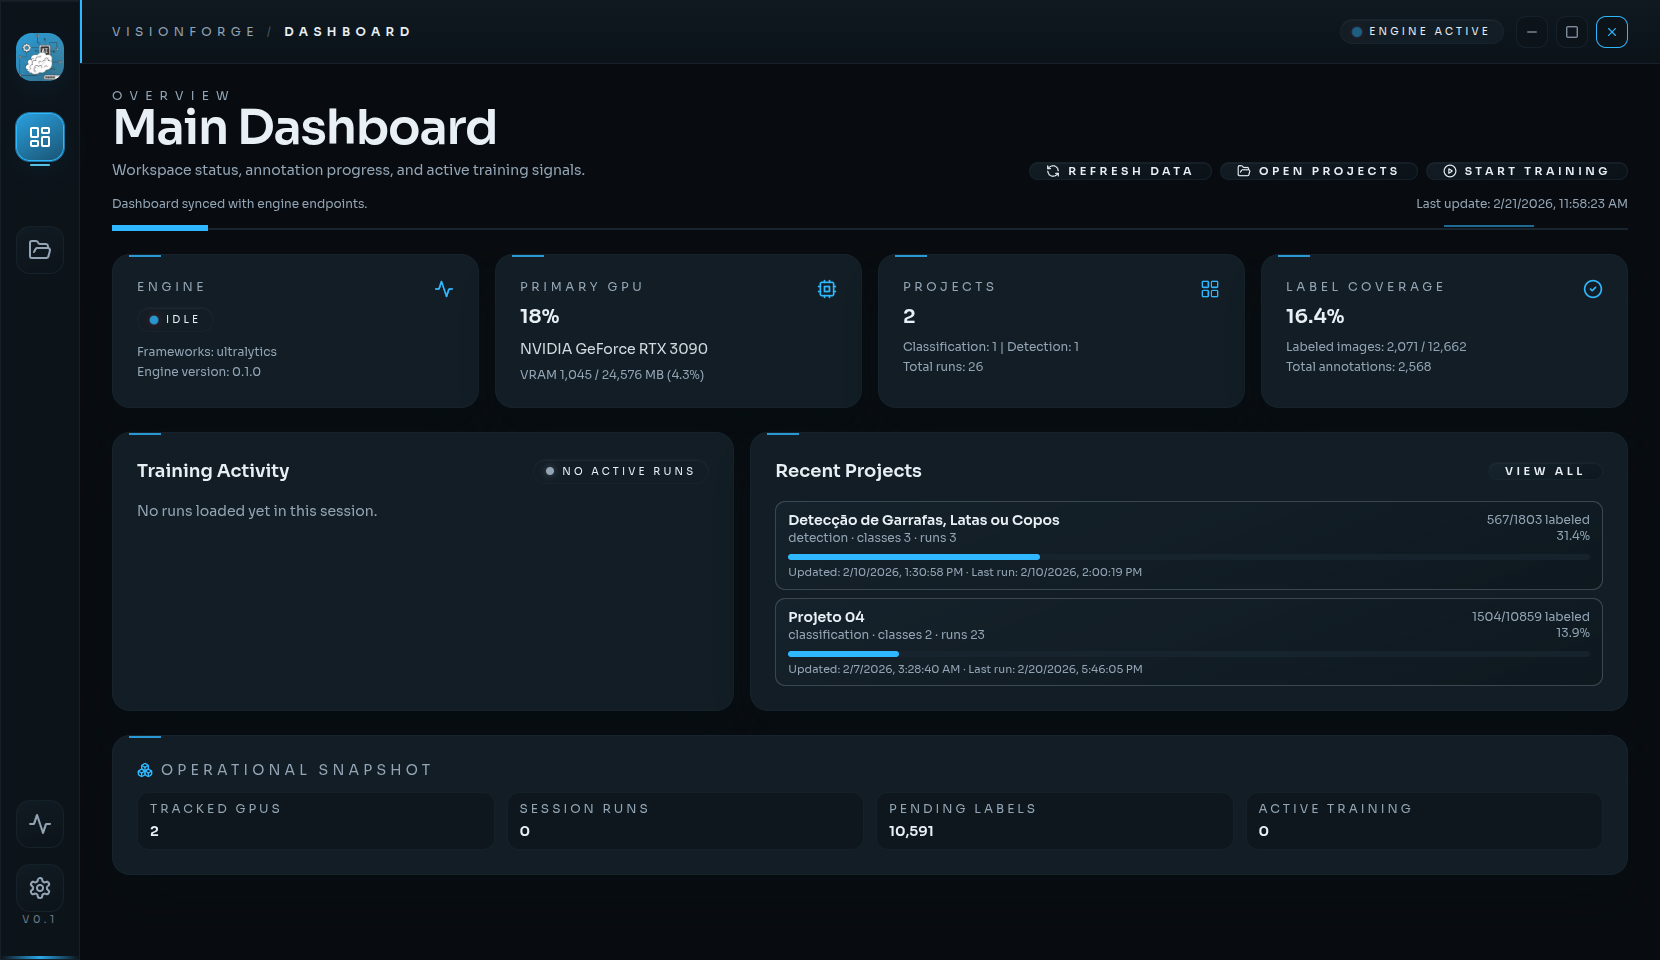 VISIONFORGE / DASHBOARD
ENGINE ACTIVE
OVERVIEW
Main Dashboard
Workspace status, annotation progress, and active training signals.
REFRESH DATA
OPEN PROJECTS
START TRAINING
Dashboard synced with engine endpoints.
Last update: 2/21/2026, 11:58:23 AM
ENGINE
IDLE
Frameworks: ultralytics
Engine version: 0.1.0
PRIMARY GPU
18%
NVIDIA GeForce RTX 3090
VRAM 1,045 / 24,576 MB (4.3%)
PROJECTS
2
Classification: 1 | Detection: 1
Total runs: 26
LABEL COVERAGE
16.4%
Labeled images: 2,071 / 12,662
Total annotations: 2,568
Training Activity
NO ACTIVE RUNS
No runs loaded yet in this session.
Recent Projects
VIEW ALL
Detecção de Garrafas, Latas ou Copos
567/1803 labeled
detection · classes 3 · runs 3
31.4%
Updated: 2/10/2026, 1:30:58 PM · Last run: 2/10/2026, 2:00:19 PM
Projeto 04
1504/10859 labeled
classification · classes 2 · runs 23
13.9%
Updated: 2/7/2026, 3:28:40 AM · Last run: 2/20/2026, 5:46:05 PM
OPERATIONAL SNAPSHOT
TRACKED GPUS
2
SESSION RUNS
0
PENDING LABELS
10,591
ACTIVE TRAINING
0
V0.1